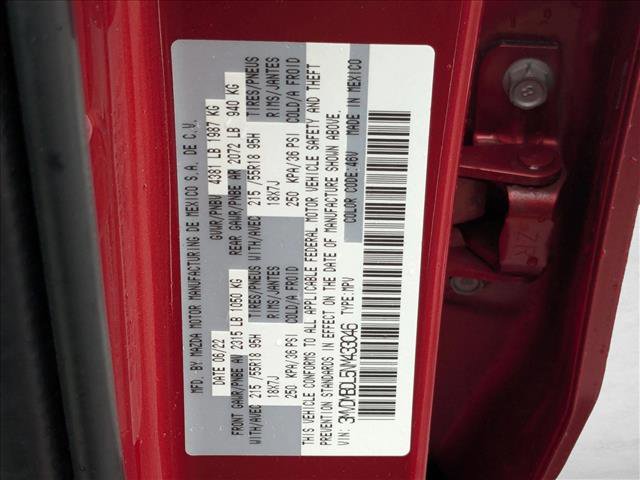 MFD. BY: MAZDA MOTOR MANUFACTURING DE MEXICO S.A. DE C.V.
DATE 06/22 GVWR/PNBV 4381 LB 1987 KG
FRONT GAWR/PNBE AV 2315 LB 1050 KG REAR GAWR/PNBE AR 2072 LB 940 KG
WITH/AVEC TIRES/PNEUS WITH/AVEC TIRES/PNEUS
215 /55R18 95H RIMS/JANTES 215 /55R18 95H RIMS/JANTES
18X7J COLD/A FROID 18X7J COLD/A FROID
250 KPA/36 PSI 250 KPA/36 PSI
THIS VEHICLE CONFORMS TO ALL APPLICABLE FEDERAL MOTOR VEHICLE SAFETY AND THEFT
PREVENTION STANDARDS IN EFFECT ON THE DATE OF MANUFACTURE SHOWN ABOVE.
VIN: 3MVDMBDL5NM433046 TYPE:MPV COLOR CODE:46V MADE IN MEXICO